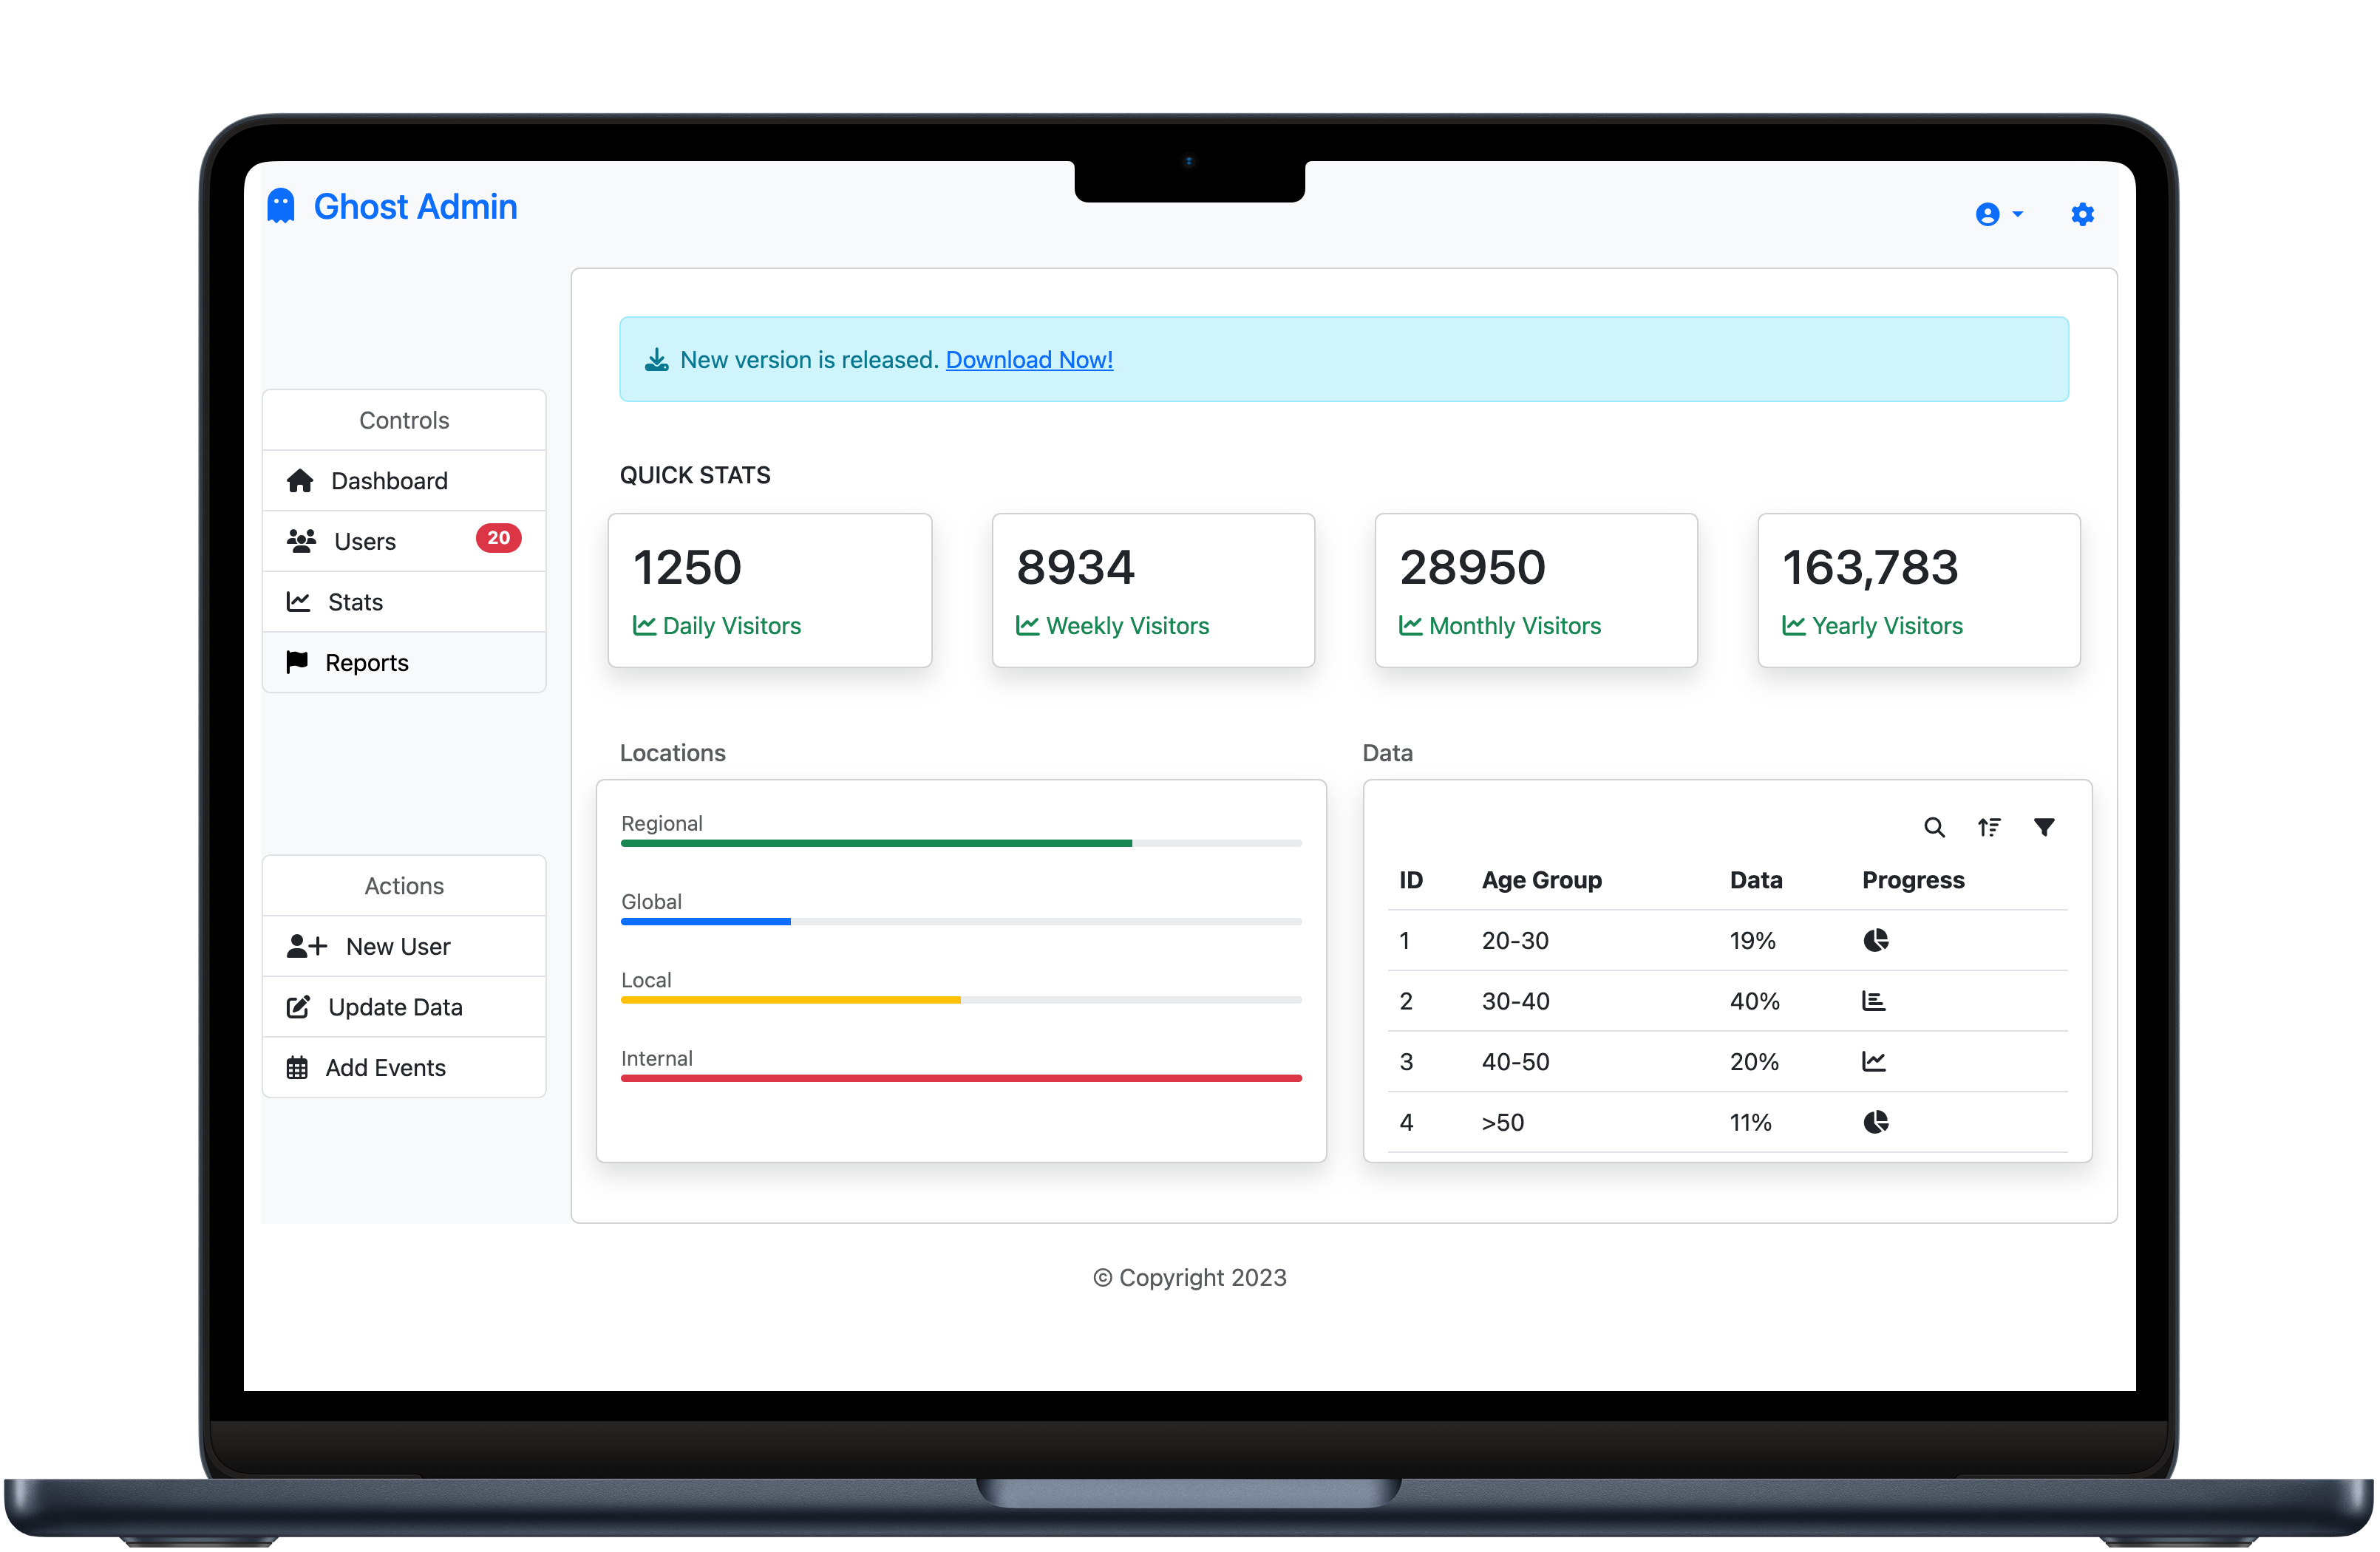 Ghost Admin
New version is released. Download Now!
Controls
Dashboard
Users 20
Stats
Reports
Actions
New User
Update Data
Add Events
QUICK STATS
1250
Daily Visitors
8934
Weekly Visitors
28950
Monthly Visitors
163,783
Yearly Visitors
Locations
Regional
Global
Local
Internal
Data
ID Age Group Data Progress
1 20-30 19%
2 30-40 40%
3 40-50 20%
4 >50 11%
© Copyright 2023